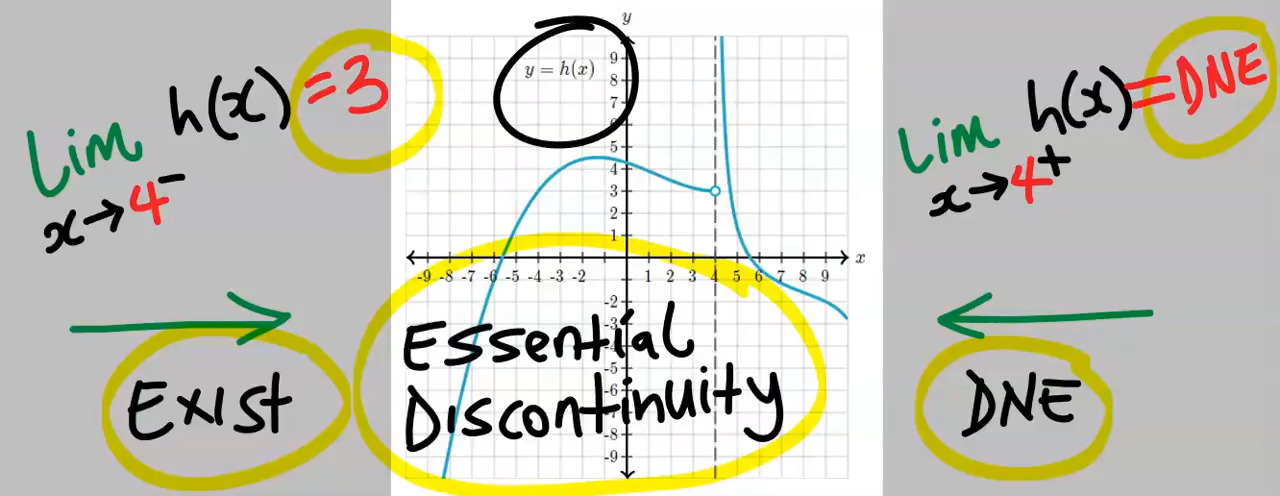 Lim h(x) =3
x→4⁻
Exist
y
y = h(x)
9
8
7
5
4
3
2
1
x
-9 -8 -7 -6 -5 -4 -3 -2 1 2 3 4 5 6 7 8 9
-2
-3
-4
-5
-6
-7
-8
-9
Essential
Discontinuity
Lim h(x) =DNE
x→4⁺
DNE